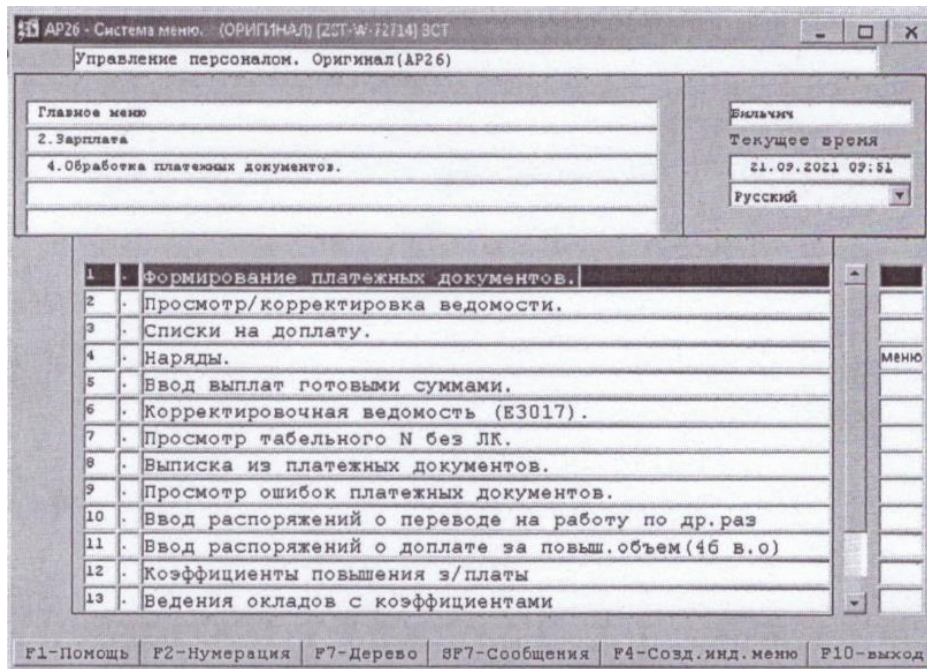 АР26 - Система меню. (ОРИГИНАЛ) [ZST-W-72714] ЗСТ
Управление персоналом. Оригинал(АР26)
Главное меню
2.Зарплата
4.Обработка платежных документов.
Бильчич
Текущее время
21.09.2021 09:51
Русский
1 . Формирование платежных документов.
2 . Просмотр/корректировка ведомости.
3 . Списки на доплату.
4 . Наряды. меню
5 . Ввод выплат готовыми суммами.
6 . Корректировочная ведомость (Е3017).
7 . Просмотр табельного N без ЛК.
8 . Выписка из платежных документов.
9 . Просмотр ошибок платежных документов.
10 . Ввод распоряжений о переводе на работу по др.раз
11 . Ввод распоряжений о доплате за повыш.объем(46 в.о)
12 . Коэффициенты повышения з/платы
13 . Ведения окладов с коэффициентами
F1-Помощь F2-Нумерация F7-Дерево SF7-Сообщения F4-Созд.инд.меню F10-выход